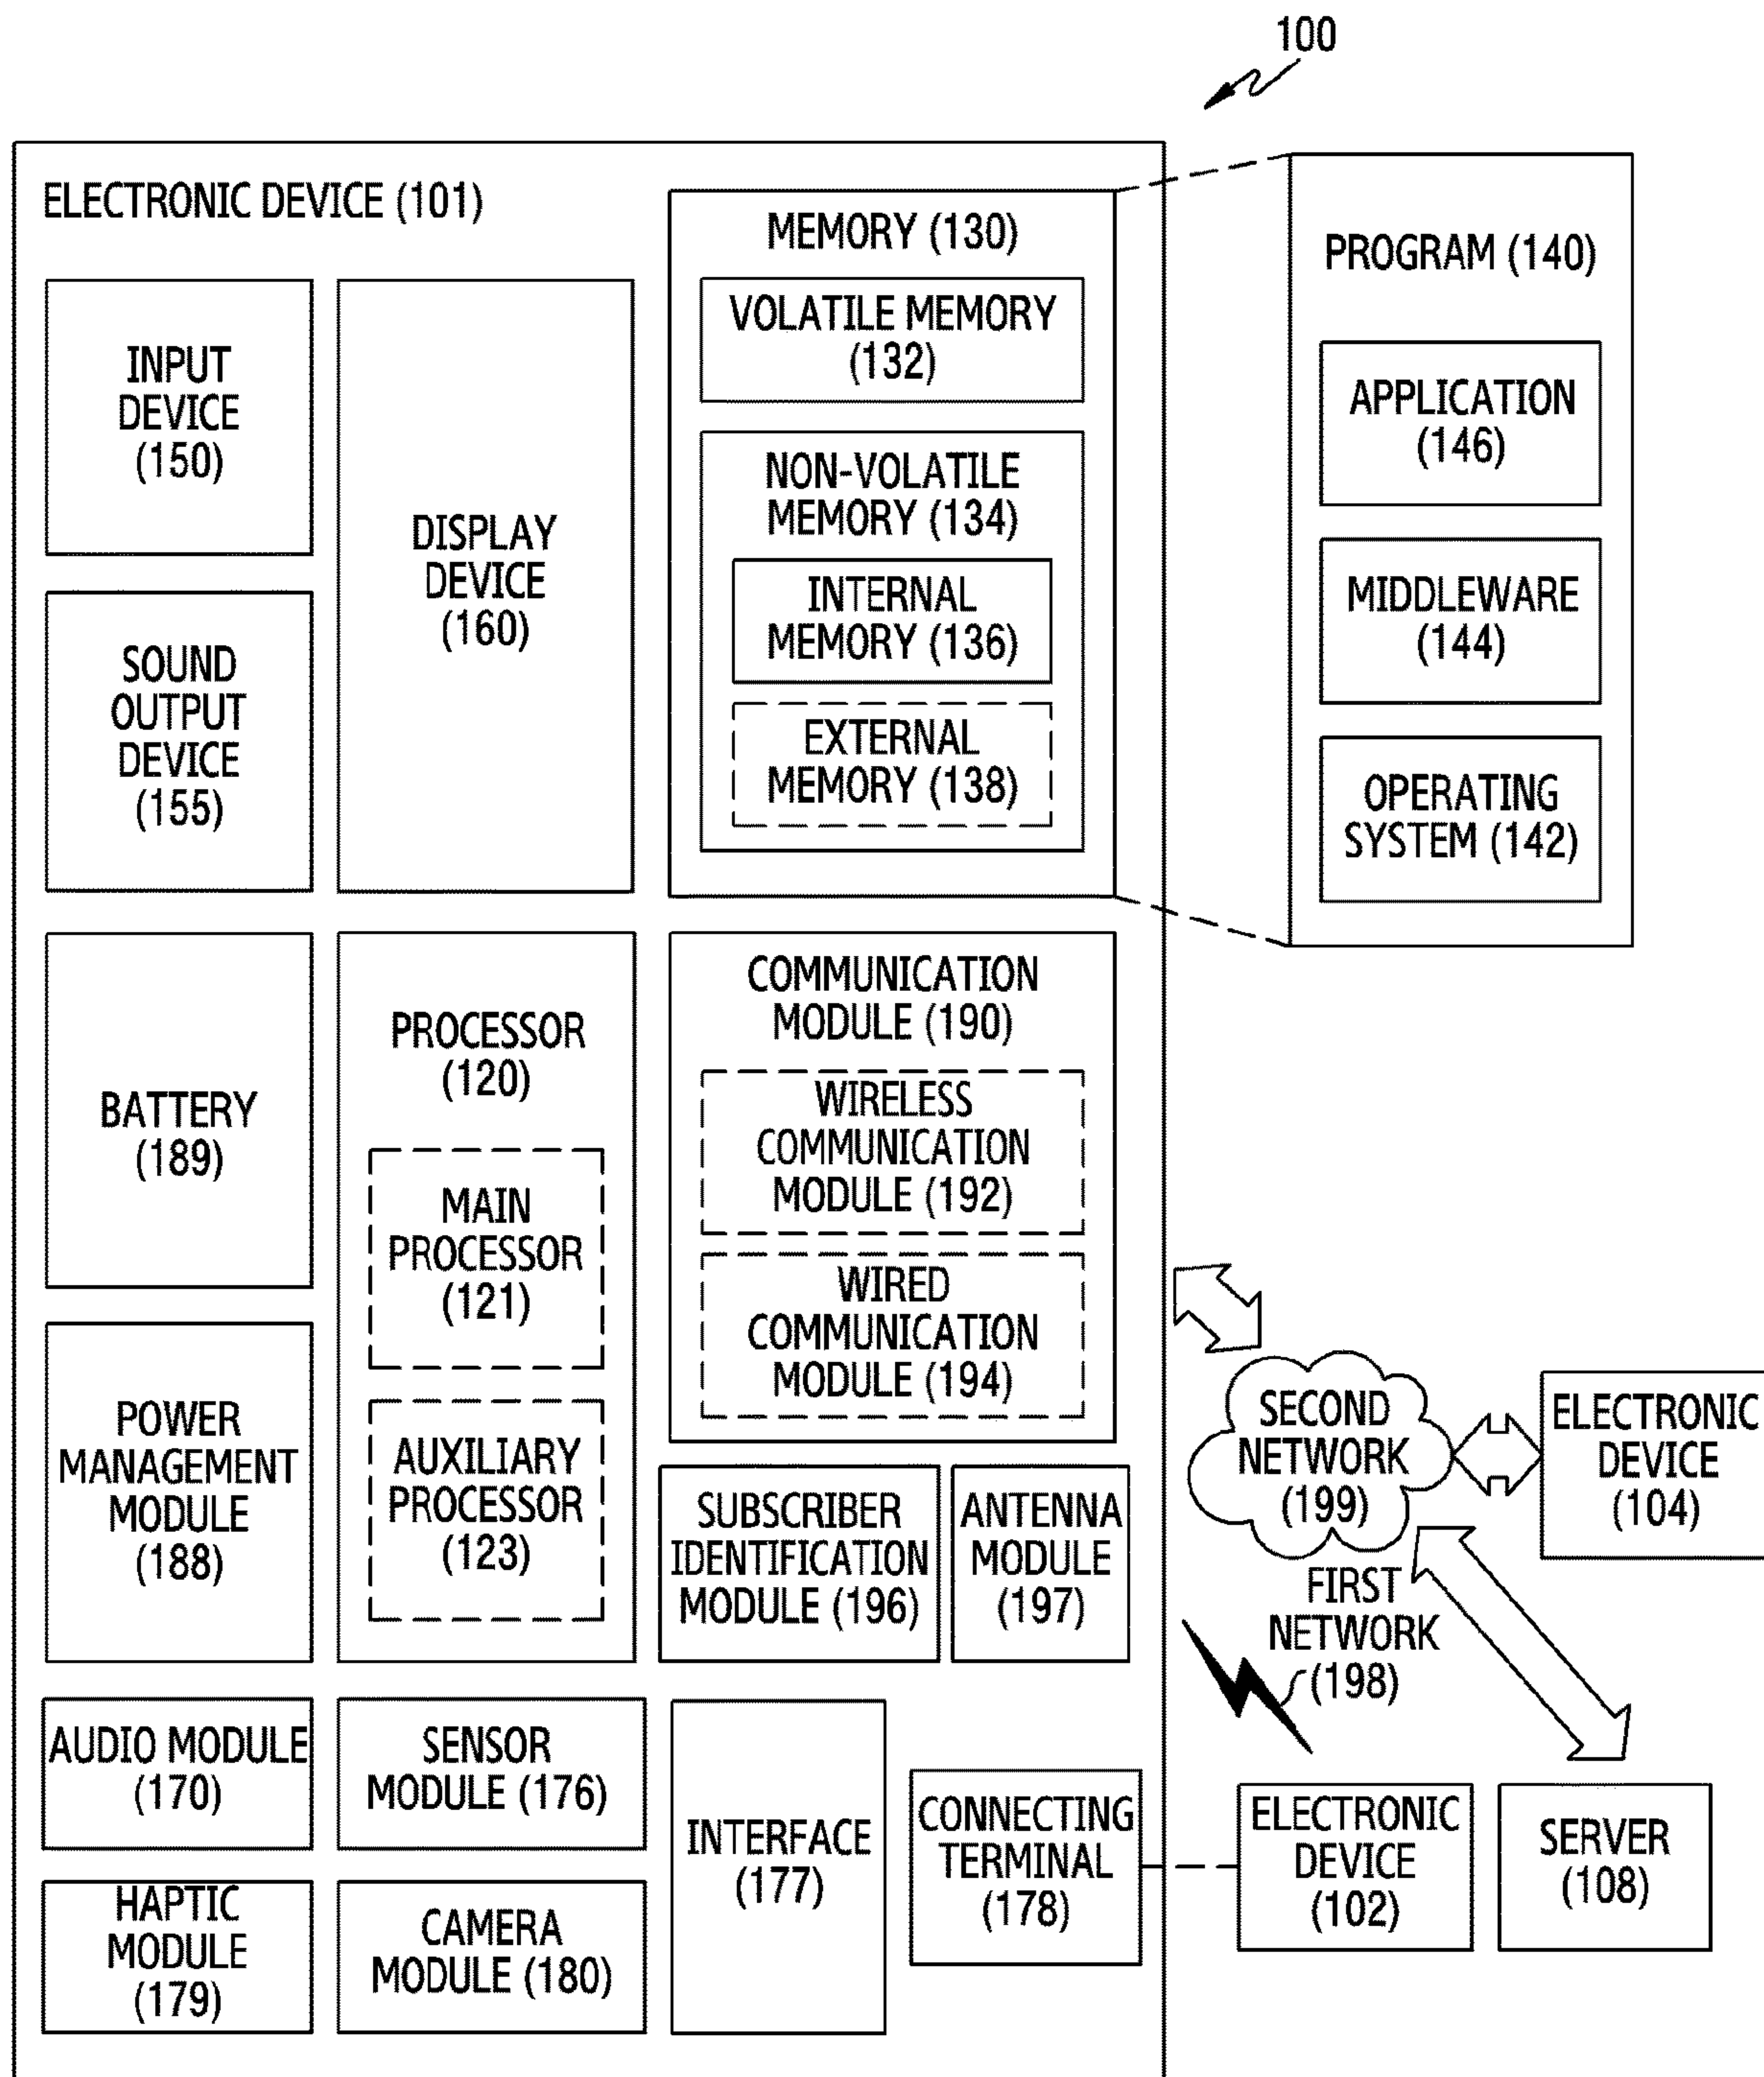 100
ELECTRONIC DEVICE (101)
INPUT
DEVICE
(150)
SOUND
OUTPUT
DEVICE
(155)
DISPLAY
DEVICE
(160)
MEMORY (130)
VOLATILE MEMORY
(132)
NON-VOLATILE
MEMORY (134)
INTERNAL
MEMORY (136)
EXTERNAL
MEMORY (138)
PROGRAM (140)
APPLICATION
(146)
MIDDLEWARE
(144)
OPERATING
SYSTEM (142)
BATTERY
(189)
POWER
MANAGEMENT
MODULE
(188)
PROCESSOR
(120)
MAIN
PROCESSOR
(121)
AUXILIARY
PROCESSOR
(123)
COMMUNICATION
MODULE (190)
WIRELESS
COMMUNICATION
MODULE (192)
WIRED
COMMUNICATION
MODULE (194)
SUBSCRIBER
IDENTIFICATION
MODULE (196)
ANTENNA
MODULE
(197)
SECOND
NETWORK
(199)
ELECTRONIC
DEVICE
(104)
FIRST
NETWORK
(198)
AUDIO MODULE
(170)
SENSOR
MODULE (176)
INTERFACE
(177)
CONNECTING
TERMINAL
(178)
ELECTRONIC
DEVICE
(102)
SERVER
(108)
HAPTIC
MODULE
(179)
CAMERA
MODULE (180)